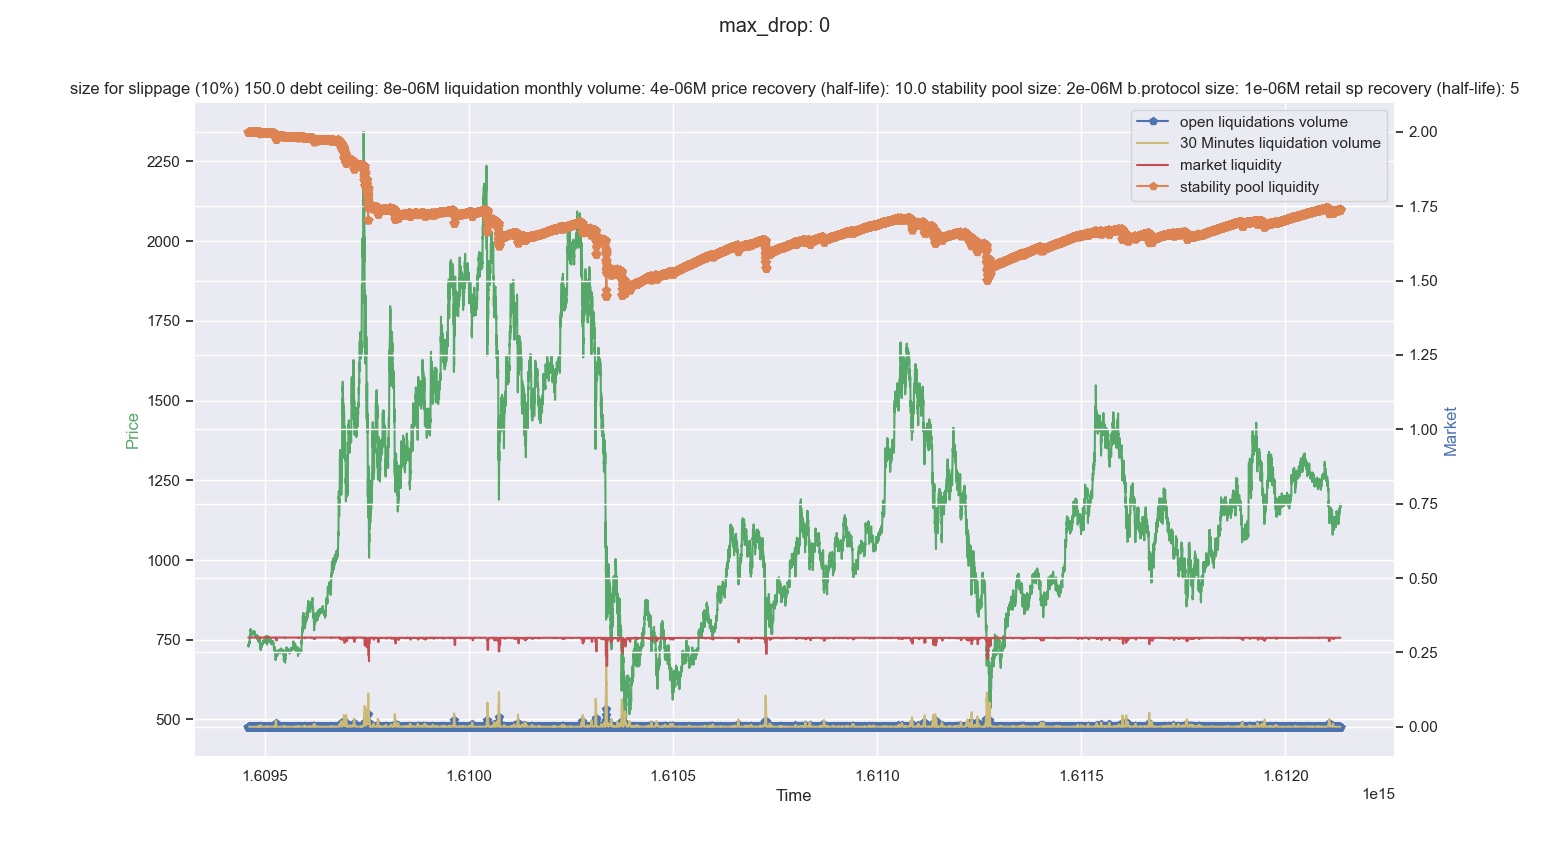 max_drop: 0
size for slippage (10%) 150.0 debt ceiling: 8e-06M liquidation monthly volume: 4e-06M price recovery (half-life): 10.0 stability pool size: 2e-06M b.protocol size: 1e-06M retail sp recovery (half-life): 5
open liquidations volume
30 Minutes liquidation volume
market liquidity
stability pool liquidity
2250
2000
1750
1500
1250
1000
750
500
Price
2.00
1.75
1.50
1.25
1.00
0.75
0.50
0.25
0.00
Market
1.6095 1.6100 1.6105 1.6110 1.6115 1.6120
1e15
Time